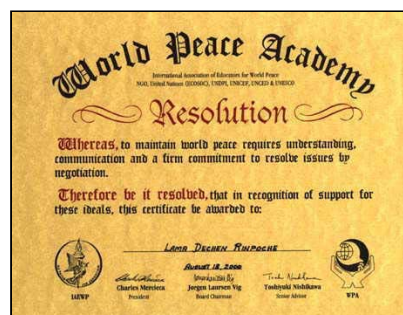 World Peace Academy
International Association of Educators for World Peace
NGO, United Nations (ECOSOC), UNDPI, UNICEF, UNCED & UNESCO
Resolution
Whereas, to maintain world peace requires understanding,
communication and a firm commitment to resolve issues by
negotiation.
Therefore be it resolved, that in recognition of support for
these ideals, this certificate be awarded to:
LAMA DECHEN RINPOCHE
AUGUST 18, 2000
Charles Mercieca Jorgen Laursen Vig Toshiyuki Nishikawa
President Board Chairman Senior Advisor
IAEWP WPA